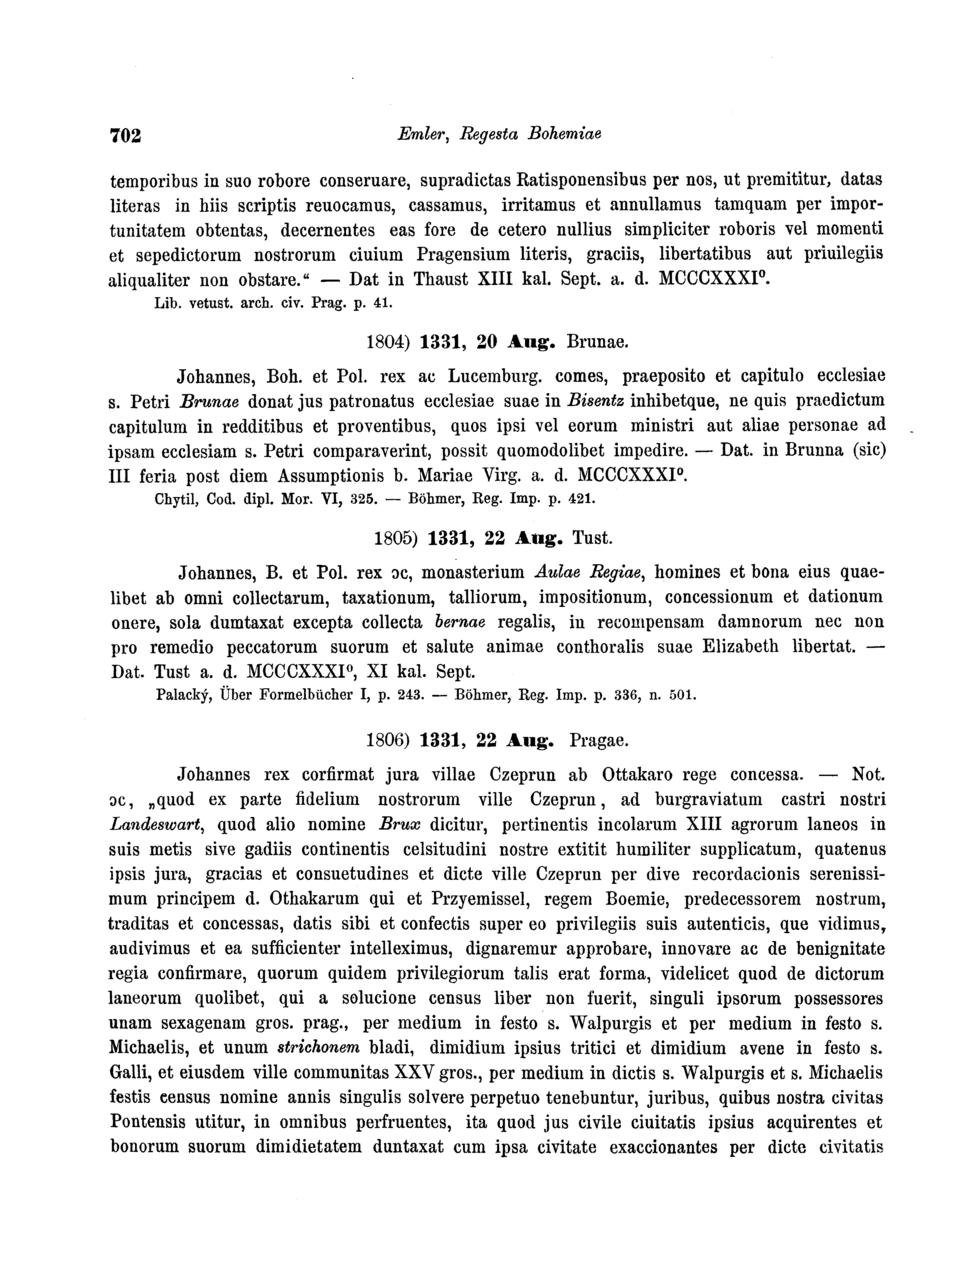 702 Emler, Regesta Bohemiae
temporibus in suo robore conseruare, supradictas Ratisponensibus per nos, ut premititur, datas
literas in hiis scriptis reuocamus, cassamus, irritamus et annullamus tamquam per impor-
tunitatem obtentas, decernentes eas fore de cetero nullius simpliciter roboris vel momenti
et sepedictorum nostrorum ciuium Pragensium literis, graciis, libertatibus aut priuilegiis
aliqualiter non obstare.“ — Dat in Thaust XIII kal. Sept. a. d. MCCCXXXI⁰.
Lib. vetust. arch. civ. Prag. p. 41.
1804) 1331, 20 Aug. Brunae.
Johannes, Boh. et Pol. rex ac Lucemburg. comes, praeposito et capitulo ecclesiae
s. Petri Brunae donat jus patronatus ecclesiae suae in Bisentz inhibetque, ne quis praedictum
capitulum in redditibus et proventibus, quos ipsi vel eorum ministri aut aliae personae ad
ipsam ecclesiam s. Petri comparaverint, possit quomodolibet impedire. — Dat. in Brunna (sic)
III feria post diem Assumptionis b. Mariae Virg. a. d. MCCCXXXI⁰.
Chytil, Cod. dipl. Mor. VI, 325. — Böhmer, Reg. Imp. p. 421.
1805) 1331, 22 Aug. Tust.
Johannes, B. et Pol. rex ɔc, monasterium Aulae Regiae, homines et bona eius quae-
libet ab omni collectarum, taxationum, talliorum, impositionum, concessionum et dationum
onere, sola dumtaxat excepta collecta bernae regalis, in recompensam damnorum nec non
pro remedio peccatorum suorum et salute animae conthoralis suae Elizabeth libertat. —
Dat. Tust a. d. MCCCXXXI⁰, XI kal. Sept.
Palacký, Über Formelbücher I, p. 243. — Böhmer, Reg. Imp. p. 336, n. 501.
1806) 1331, 22 Aug. Pragae.
Johannes rex corfirmat jura villae Czeprun ab Ottakaro rege concessa. — Not.
ɔc, „quod ex parte fidelium nostrorum ville Czeprun, ad burgraviatum castri nostri
Landeswart, quod alio nomine Brux dicitur, pertinentis incolarum XIII agrorum laneos in
suis metis sive gadiis continentis celsitudini nostre extitit humiliter supplicatum, quatenus
ipsis jura, gracias et consuetudines et dicte ville Czeprun per dive recordacionis serenissi-
mum principem d. Othakarum qui et Przyemissel, regem Boemie, predecessorem nostrum,
traditas et concessas, datis sibi et confectis super eo privilegiis suis autenticis, que vidimus,
audivimus et ea sufficienter intelleximus, dignaremur approbare, innovare ac de benignitate
regia confirmare, quorum quidem privilegiorum talis erat forma, videlicet quod de dictorum
laneorum quolibet, qui a solucione census liber non fuerit, singuli ipsorum possessores
unam sexagenam gros. prag., per medium in festo s. Walpurgis et per medium in festo s.
Michaelis, et unum strichonem bladi, dimidium ipsius tritici et dimidium avene in festo s.
Galli, et eiusdem ville communitas XXV gros., per medium in dictis s. Walpurgis et s. Michaelis
festis census nomine annis singulis solvere perpetuo tenebuntur, juribus, quibus nostra civitas
Pontensis utitur, in omnibus perfruentes, ita quod jus civile ciuitatis ipsius acquirentes et
bonorum suorum dimidietatem duntaxat cum ipsa civitate exaccionantes per dicte civitatis